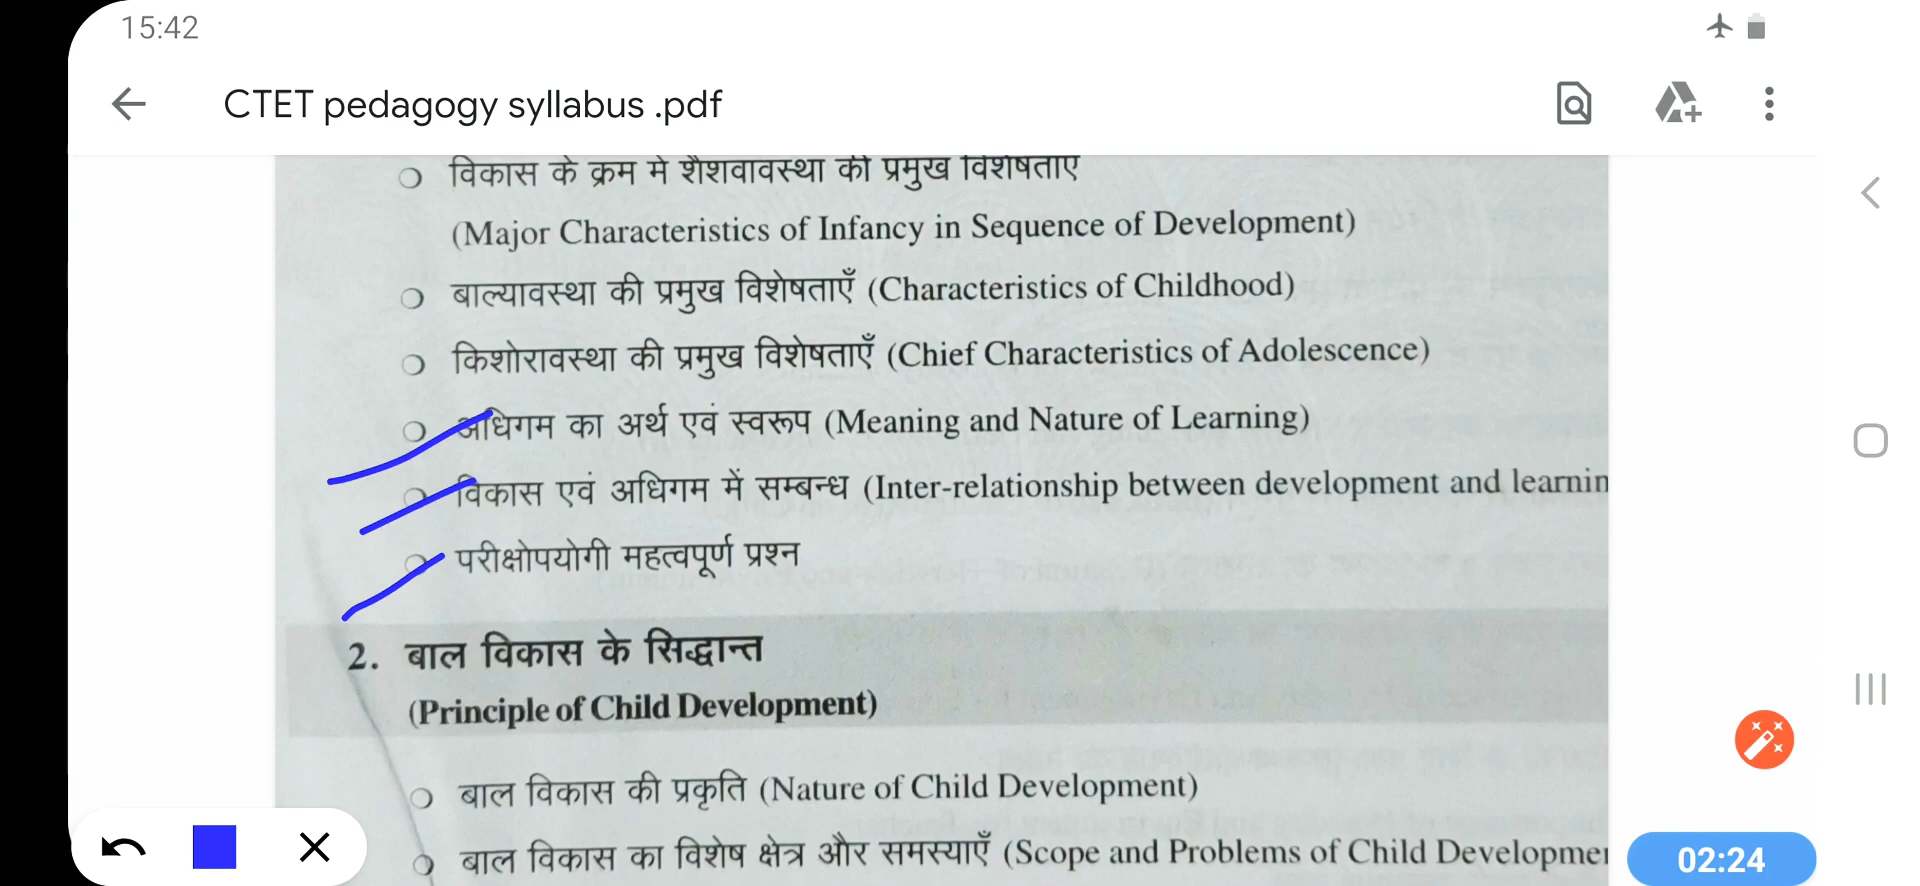 15:42
CTET pedagogy syllabus .pdf
विकास के क्रम में शैशवावस्था की प्रमुख विशेषताएँ
(Major Characteristics of Infancy in Sequence of Development)
बाल्यावस्था की प्रमुख विशेषताएँ (Characteristics of Childhood)
किशोरावस्था की प्रमुख विशेषताएँ (Chief Characteristics of Adolescence)
अधिगम का अर्थ एवं स्वरूप (Meaning and Nature of Learning)
विकास एवं अधिगम में सम्बन्ध (Inter-relationship between development and learnin
परीक्षोपयोगी महत्वपूर्ण प्रश्न
2. बाल विकास के सिद्धान्त
(Principle of Child Development)
बाल विकास की प्रकृति (Nature of Child Development)
बाल विकास का विशेष क्षेत्र और समस्याएँ (Scope and Problems of Child Developme
02:24